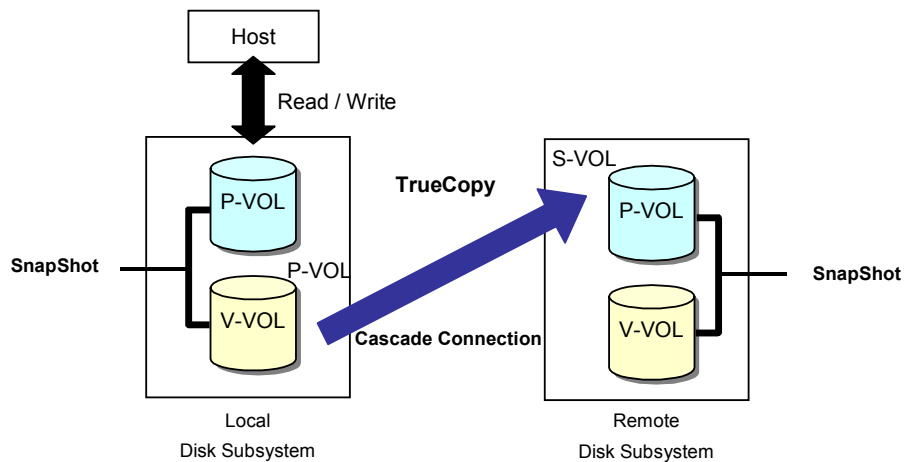 Host
Read / Write
S-VOL
TrueCopy
P-VOL
P-VOL
SnapShot
P-VOL
SnapShot
V-VOL
V-VOL
Cascade Connection
Local
Disk Subsystem
Remote
Disk Subsystem